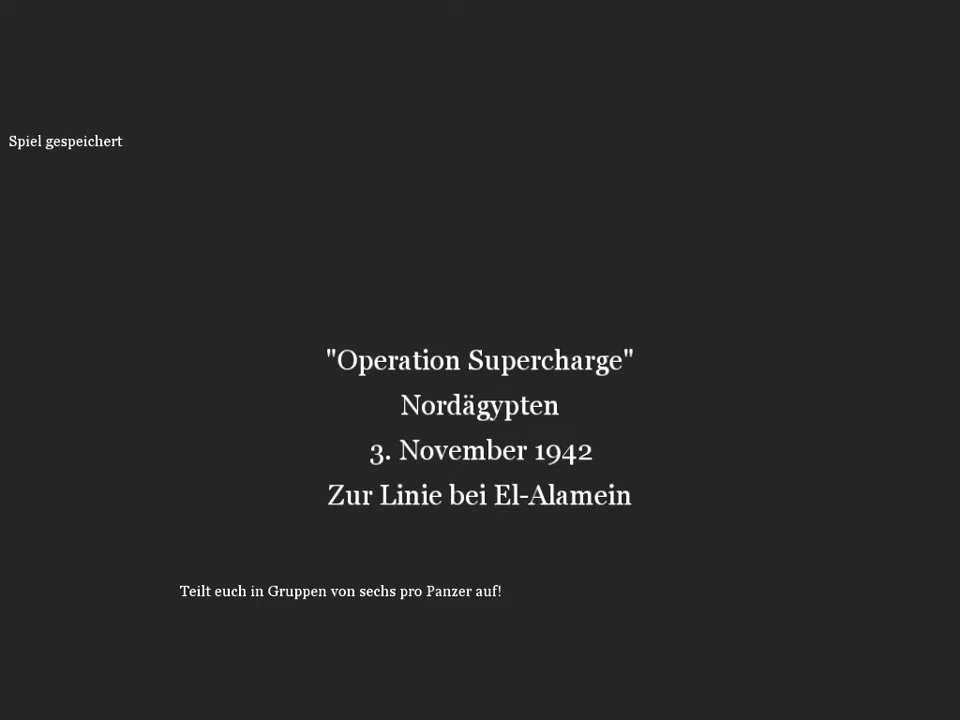 Spiel gespeichert
"Operation Supercharge"
Nordägypten
3. November 1942
Zur Linie bei El-Alamein
Teilt euch in Gruppen von sechs pro Panzer auf!